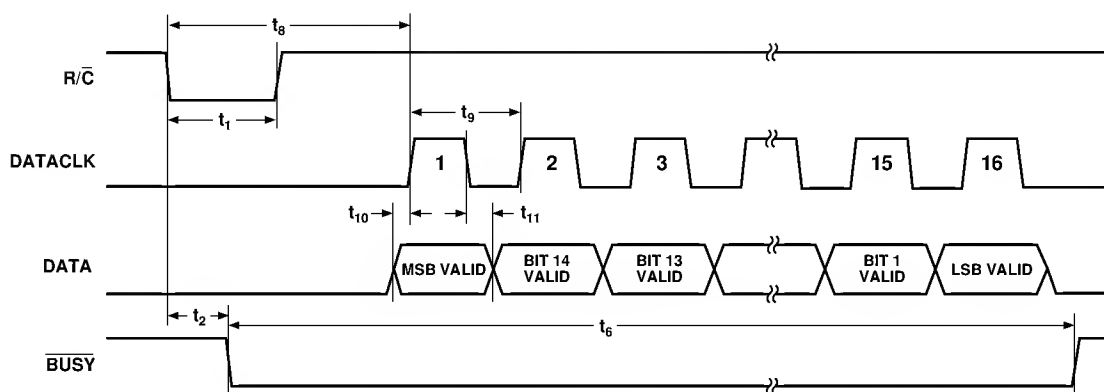 t8
R/C̅
t1
t9
DATACLK
1
2
3
15
16
t10
t11
DATA
MSB VALID
BIT 14
VALID
BIT 13
VALID
BIT 1
VALID
LSB VALID
t2
t6
B̅U̅S̅Y̅